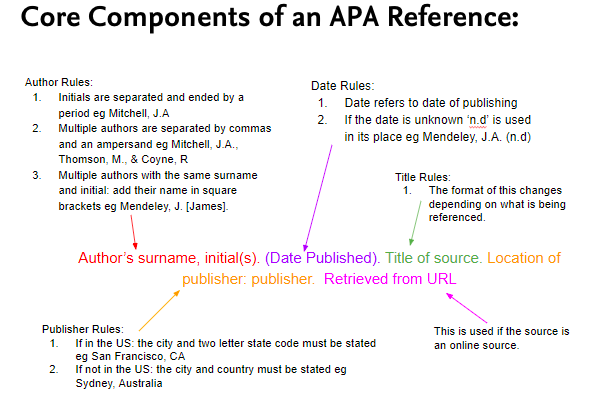 Core Components of an APA Reference:
Author Rules:
1. Initials are separated and ended by a
period eg Mitchell, J.A
2. Multiple authors are separated by commas
and an ampersand eg Mitchell, J.A.,
Thomson, M., & Coyne, R
3. Multiple authors with the same surname
and initial: add their name in square
brackets eg Mendeley, J. [James].
Date Rules:
1. Date refers to date of publishing
2. If the date is unknown ‘n.d’ is used
in its place eg Mendeley, J.A. (n.d)
Title Rules:
1. The format of this changes
depending on what is being
referenced.
Author’s surname, initial(s). (Date Published). Title of source. Location of
publisher: publisher. Retrieved from URL
Publisher Rules:
1. If in the US: the city and two letter state code must be stated
eg San Francisco, CA
2. If not in the US: the city and country must be stated eg
Sydney, Australia
This is used if the source is
an online source.